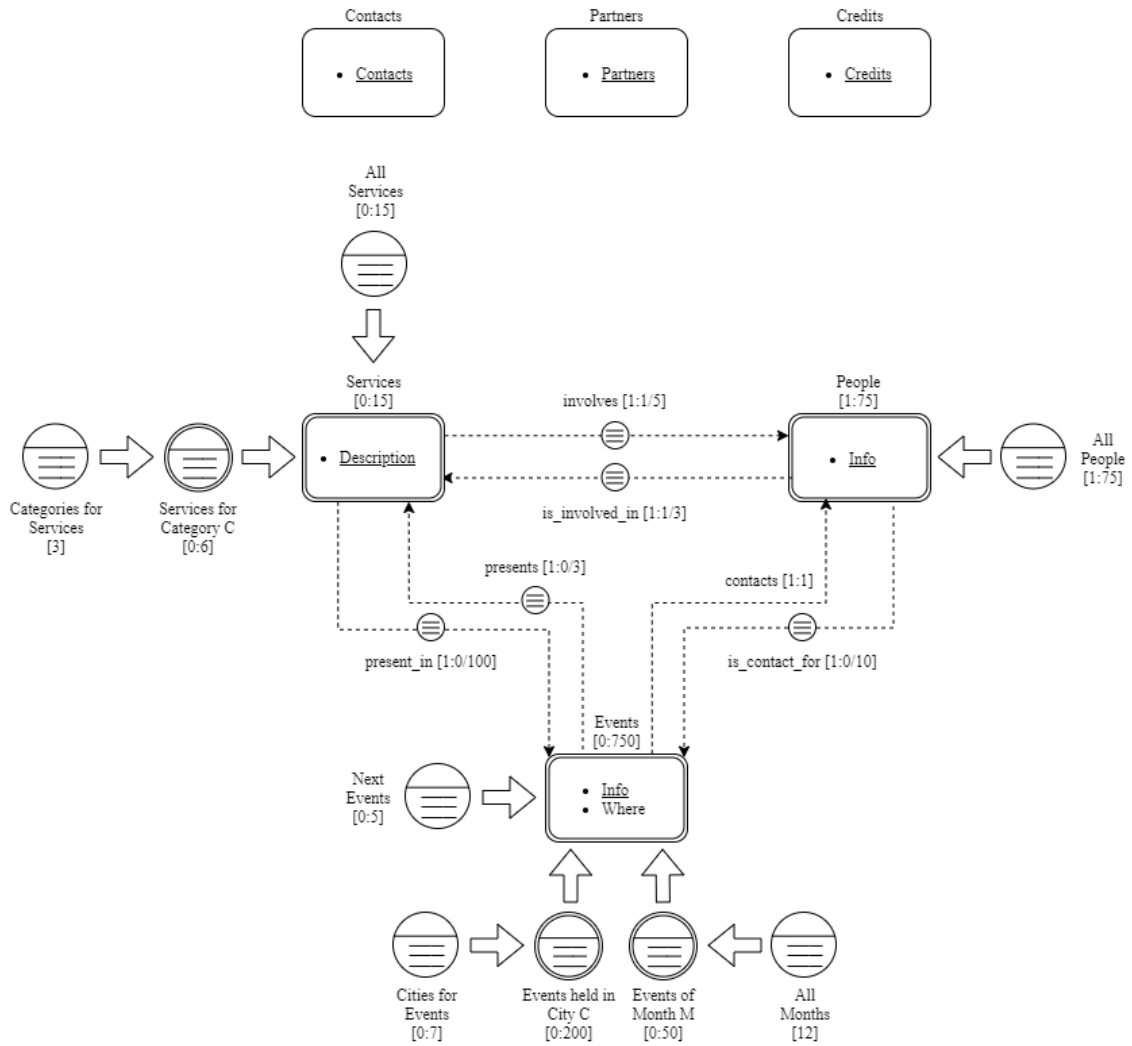 Contacts
Partners
Credits
Contacts
Partners
Credits
All
Services
[0:15]
Services
[0:15]
involves [1:1/5]
People
[1:75]
Description
Info
All
People
[1:75]
Categories for
Services
[3]
Services for
Category C
[0:6]
is_involved_in [1:1/3]
presents [1:0/3]
contacts [1:1]
present_in [1:0/100]
is_contact_for [1:0/10]
Events
[0:750]
Next
Events
[0:5]
Info
Where
Cities for
Events
[0:7]
Events held in
City C
[0:200]
Events of
Month M
[0:50]
All
Months
[12]